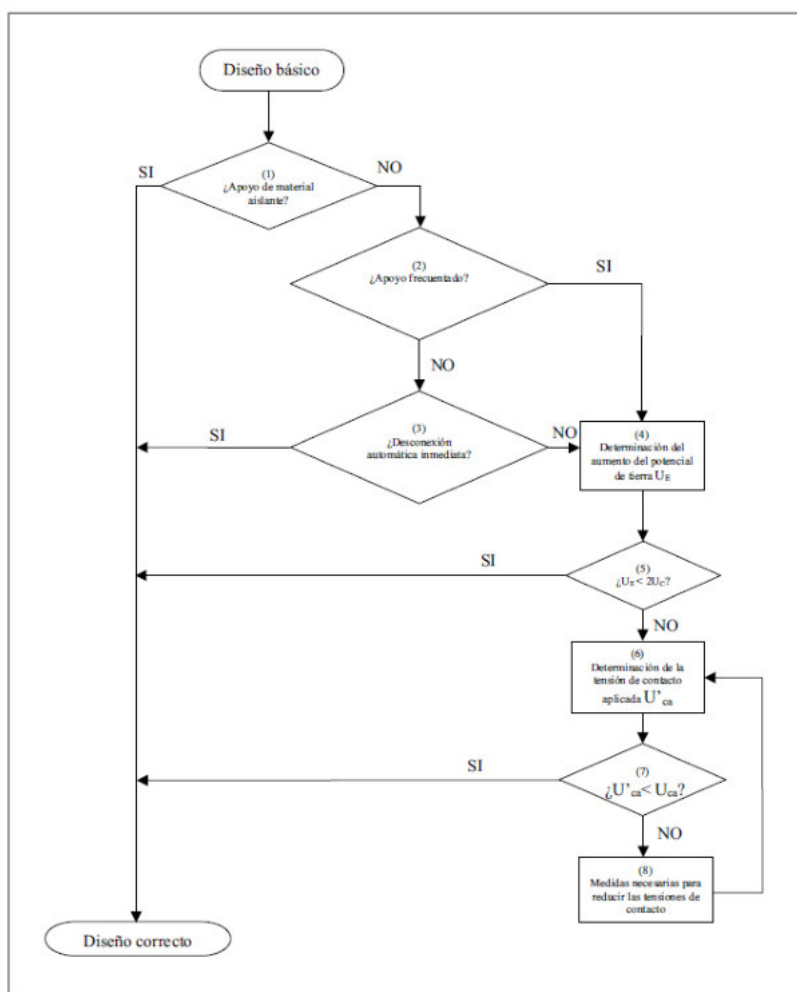 Diseño básico
SI
(1)
¿Apoyo de material
aislante?
NO
(2)
¿Apoyo frecuentado?
SI
NO
SI
(3)
¿Desconexión
automática inmediata?
NO
(4)
Determinación del
aumento del potencial
de tierra U_E
SI
(5)
¿U_E< 2U_C?
NO
(6)
Determinación de la
tensión de contacto
aplicada U'_ca
SI
(7)
¿U'_ca< U_ca?
NO
(8)
Medidas necesarias para
reducir las tensiones de
contacto
Diseño correcto